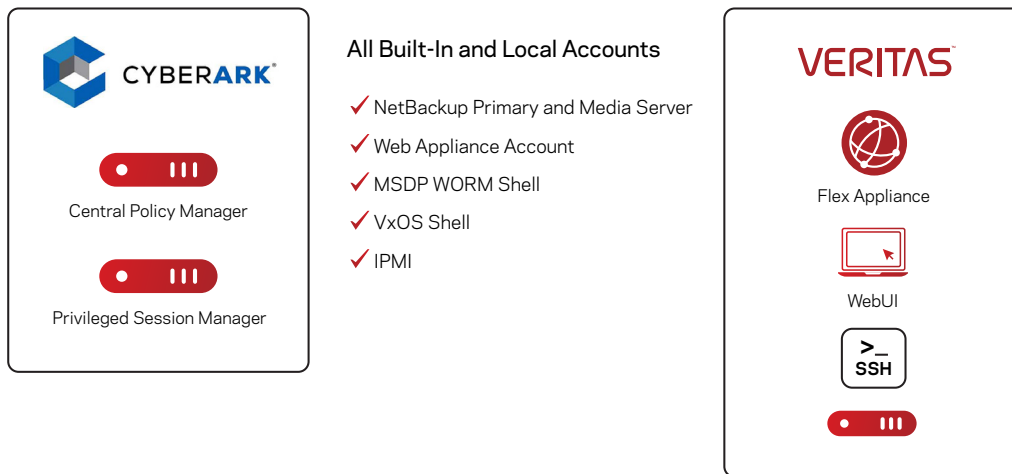 CYBERARK®
Central Policy Manager
Privileged Session Manager
All Built-In and Local Accounts
NetBackup Primary and Media Server
Web Appliance Account
MSDP WORM Shell
VxOS Shell
IPMI
VERITAS™
Flex Appliance
WebUI
>_
SSH